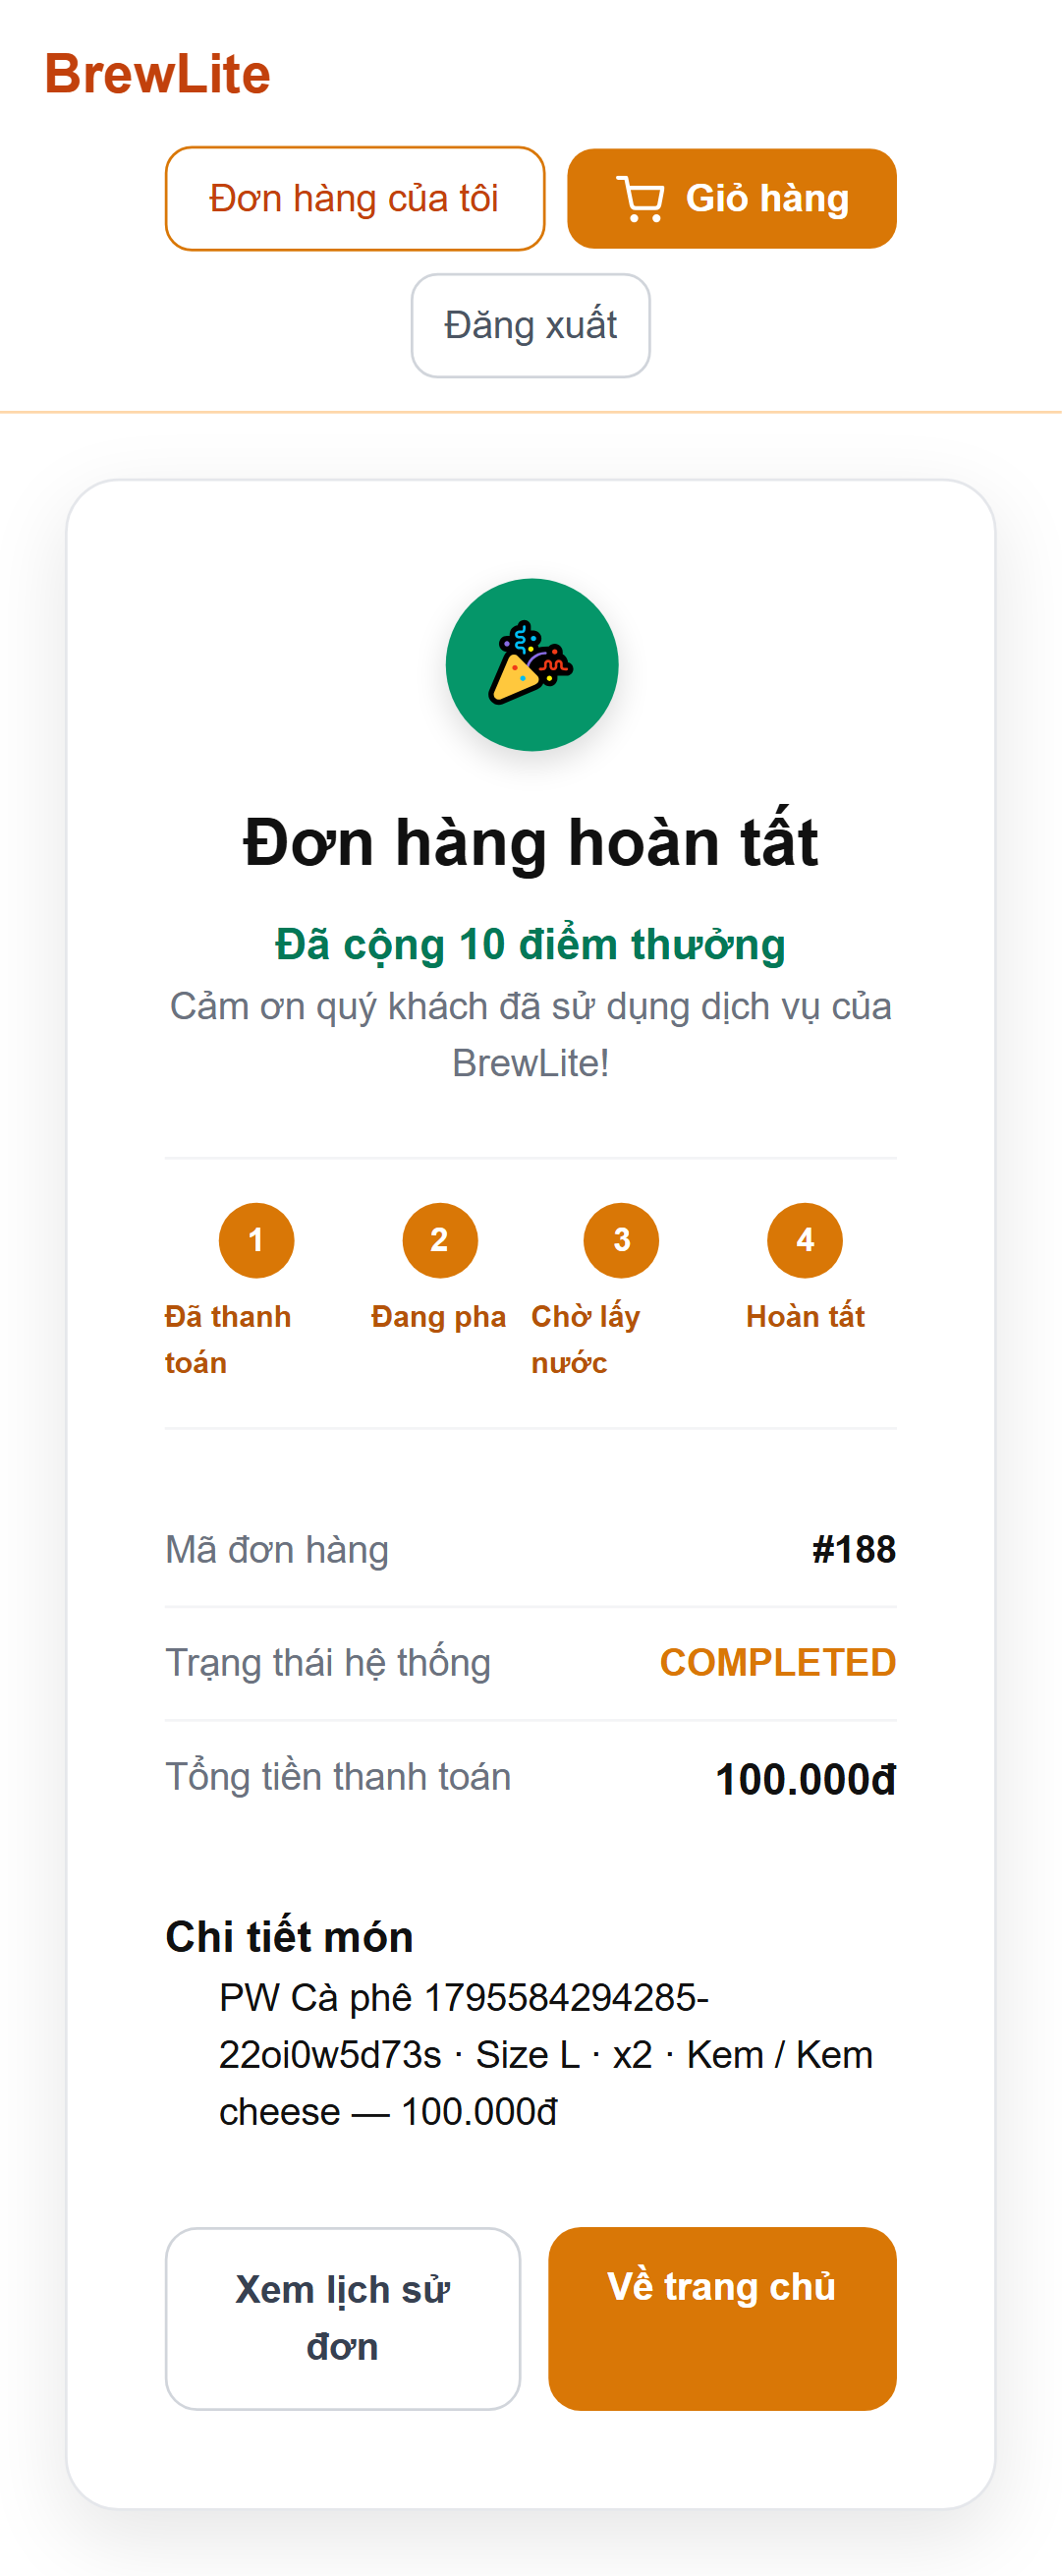 BrewLite
Đơn hàng của tôi
Giỏ hàng
Đăng xuất
Đơn hàng hoàn tất
Đã cộng 10 điểm thưởng
Cảm ơn quý khách đã sử dụng dịch vụ của
BrewLite!
1
2
3
4
Đã thanh
toán
Đang pha
Chờ lấy
nước
Hoàn tất
Mã đơn hàng
#188
Trạng thái hệ thống
COMPLETED
Tổng tiền thanh toán
100.000đ
Chi tiết món
PW Cà phê 1795584294285-
22oi0w5d73s · Size L · x2 · Kem / Kem
cheese — 100.000đ
Xem lịch sử
đơn
Về trang chủ